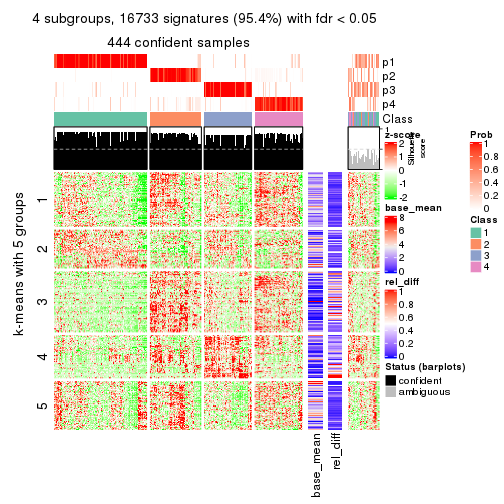 4 subgroups, 16733 signatures (95.4%) with fdr < 0.05
444 confident samples
p1
p2
p3
p4
Class
1
Silhouette
score
z-score
2
1
0
-1
-2
Prob
1
0.8
0.6
0.4
0.2
0
base_mean
8
6
4
2
0
Class
1
2
3
4
rel_diff
1
0.8
0.6
0.4
0.2
0
Status (barplots)
confident
ambiguous
k-means with 5 groups
1
2
3
4
5
base_mean
rel_diff